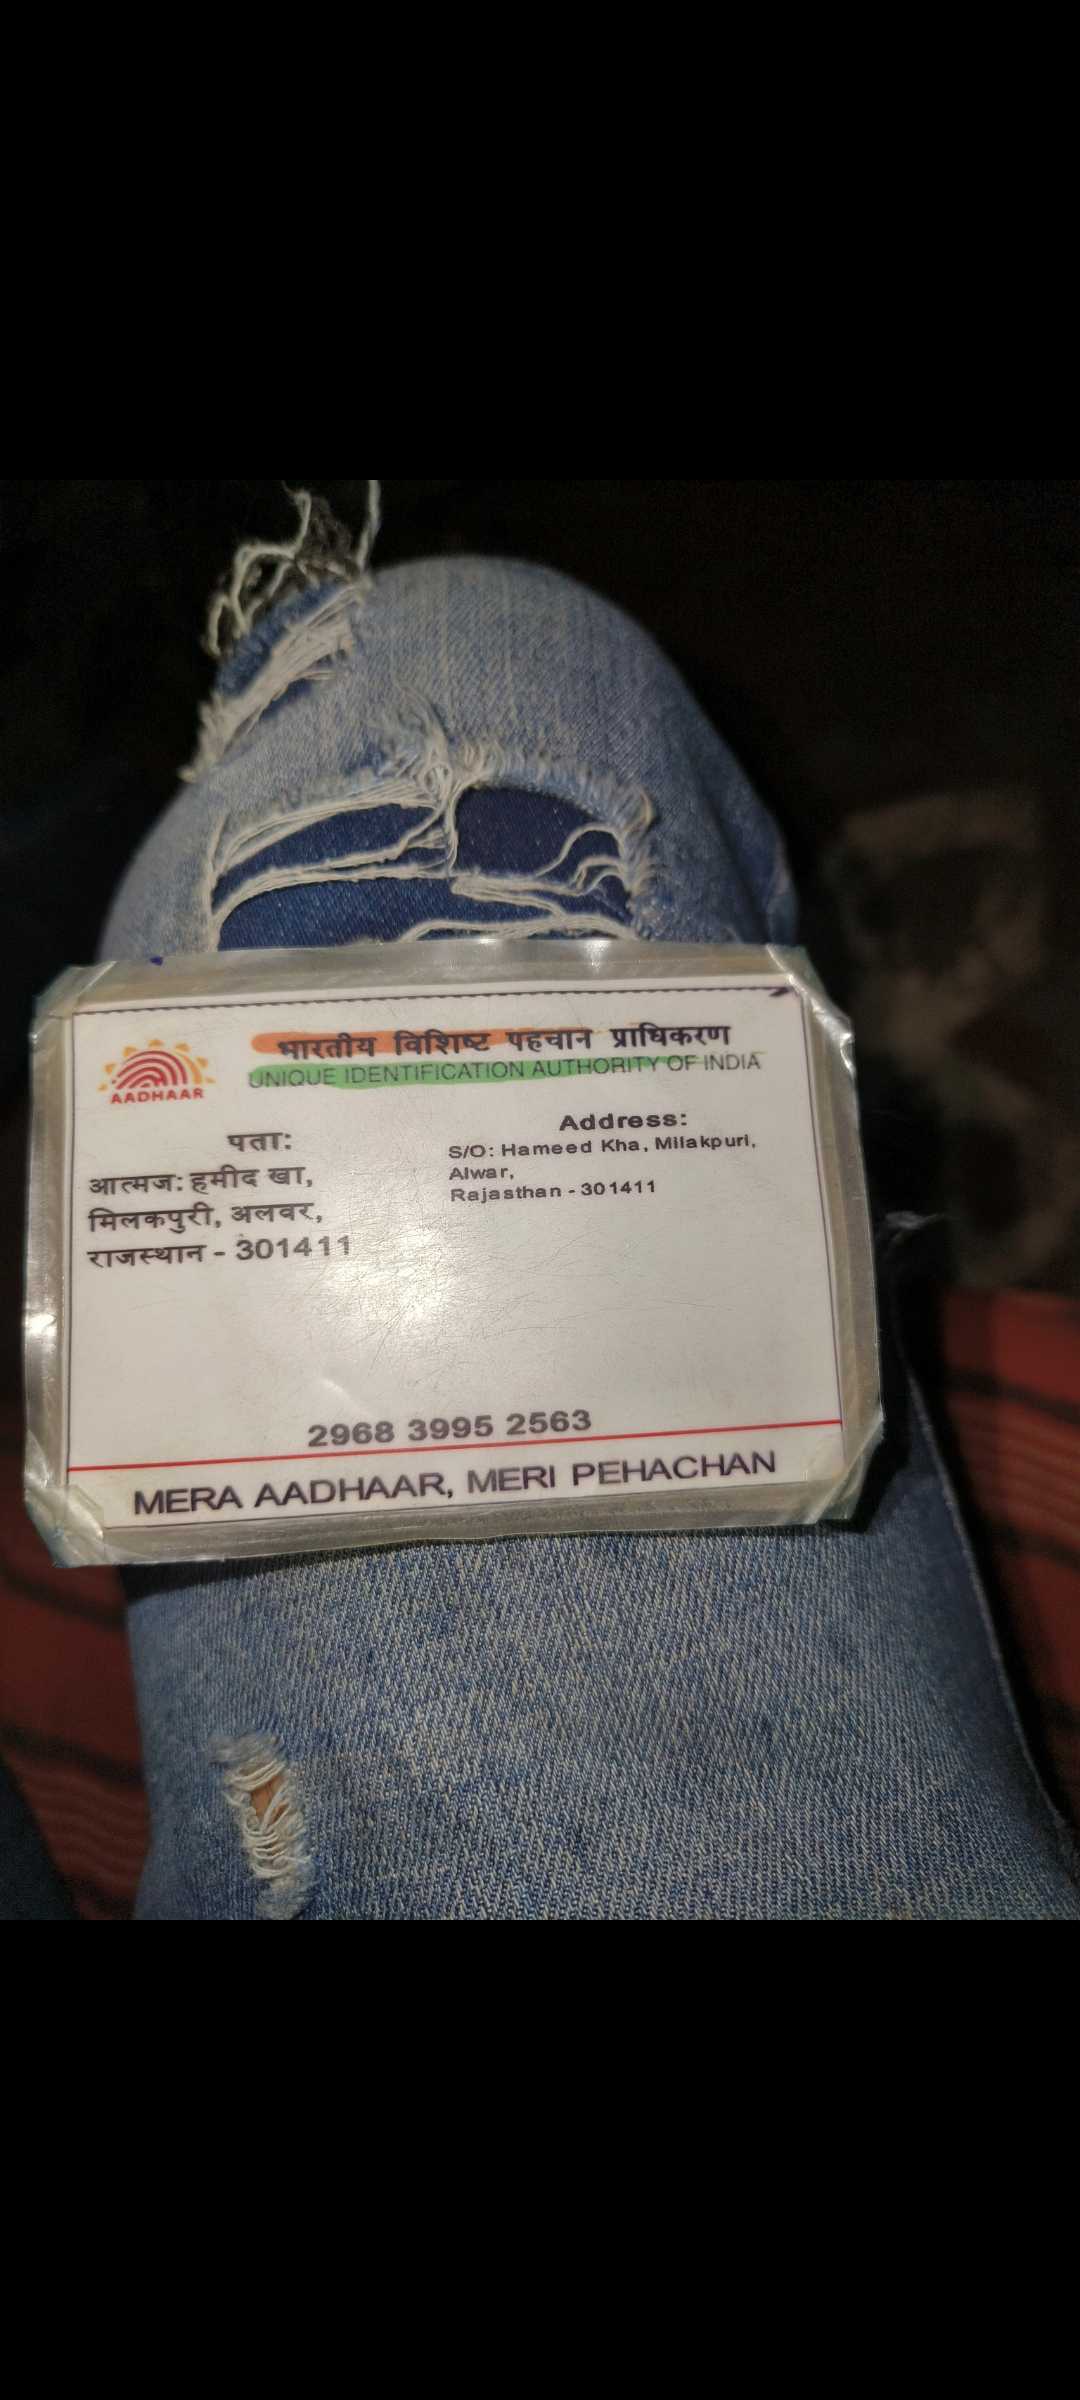 AADHAAR
भारतीय विशिष्ट पहचान प्राधिकरण
UNIQUE IDENTIFICATION AUTHORITY OF INDIA
पता:
आत्मज: हमीद खा,
मिलकपुरी, अलवर,
राजस्थान - 301411
Address:
S/O: Hameed Kha, Milakpuri,
Alwar,
Rajasthan - 301411
2968 3995 2563
MERA AADHAAR, MERI PEHACHAN